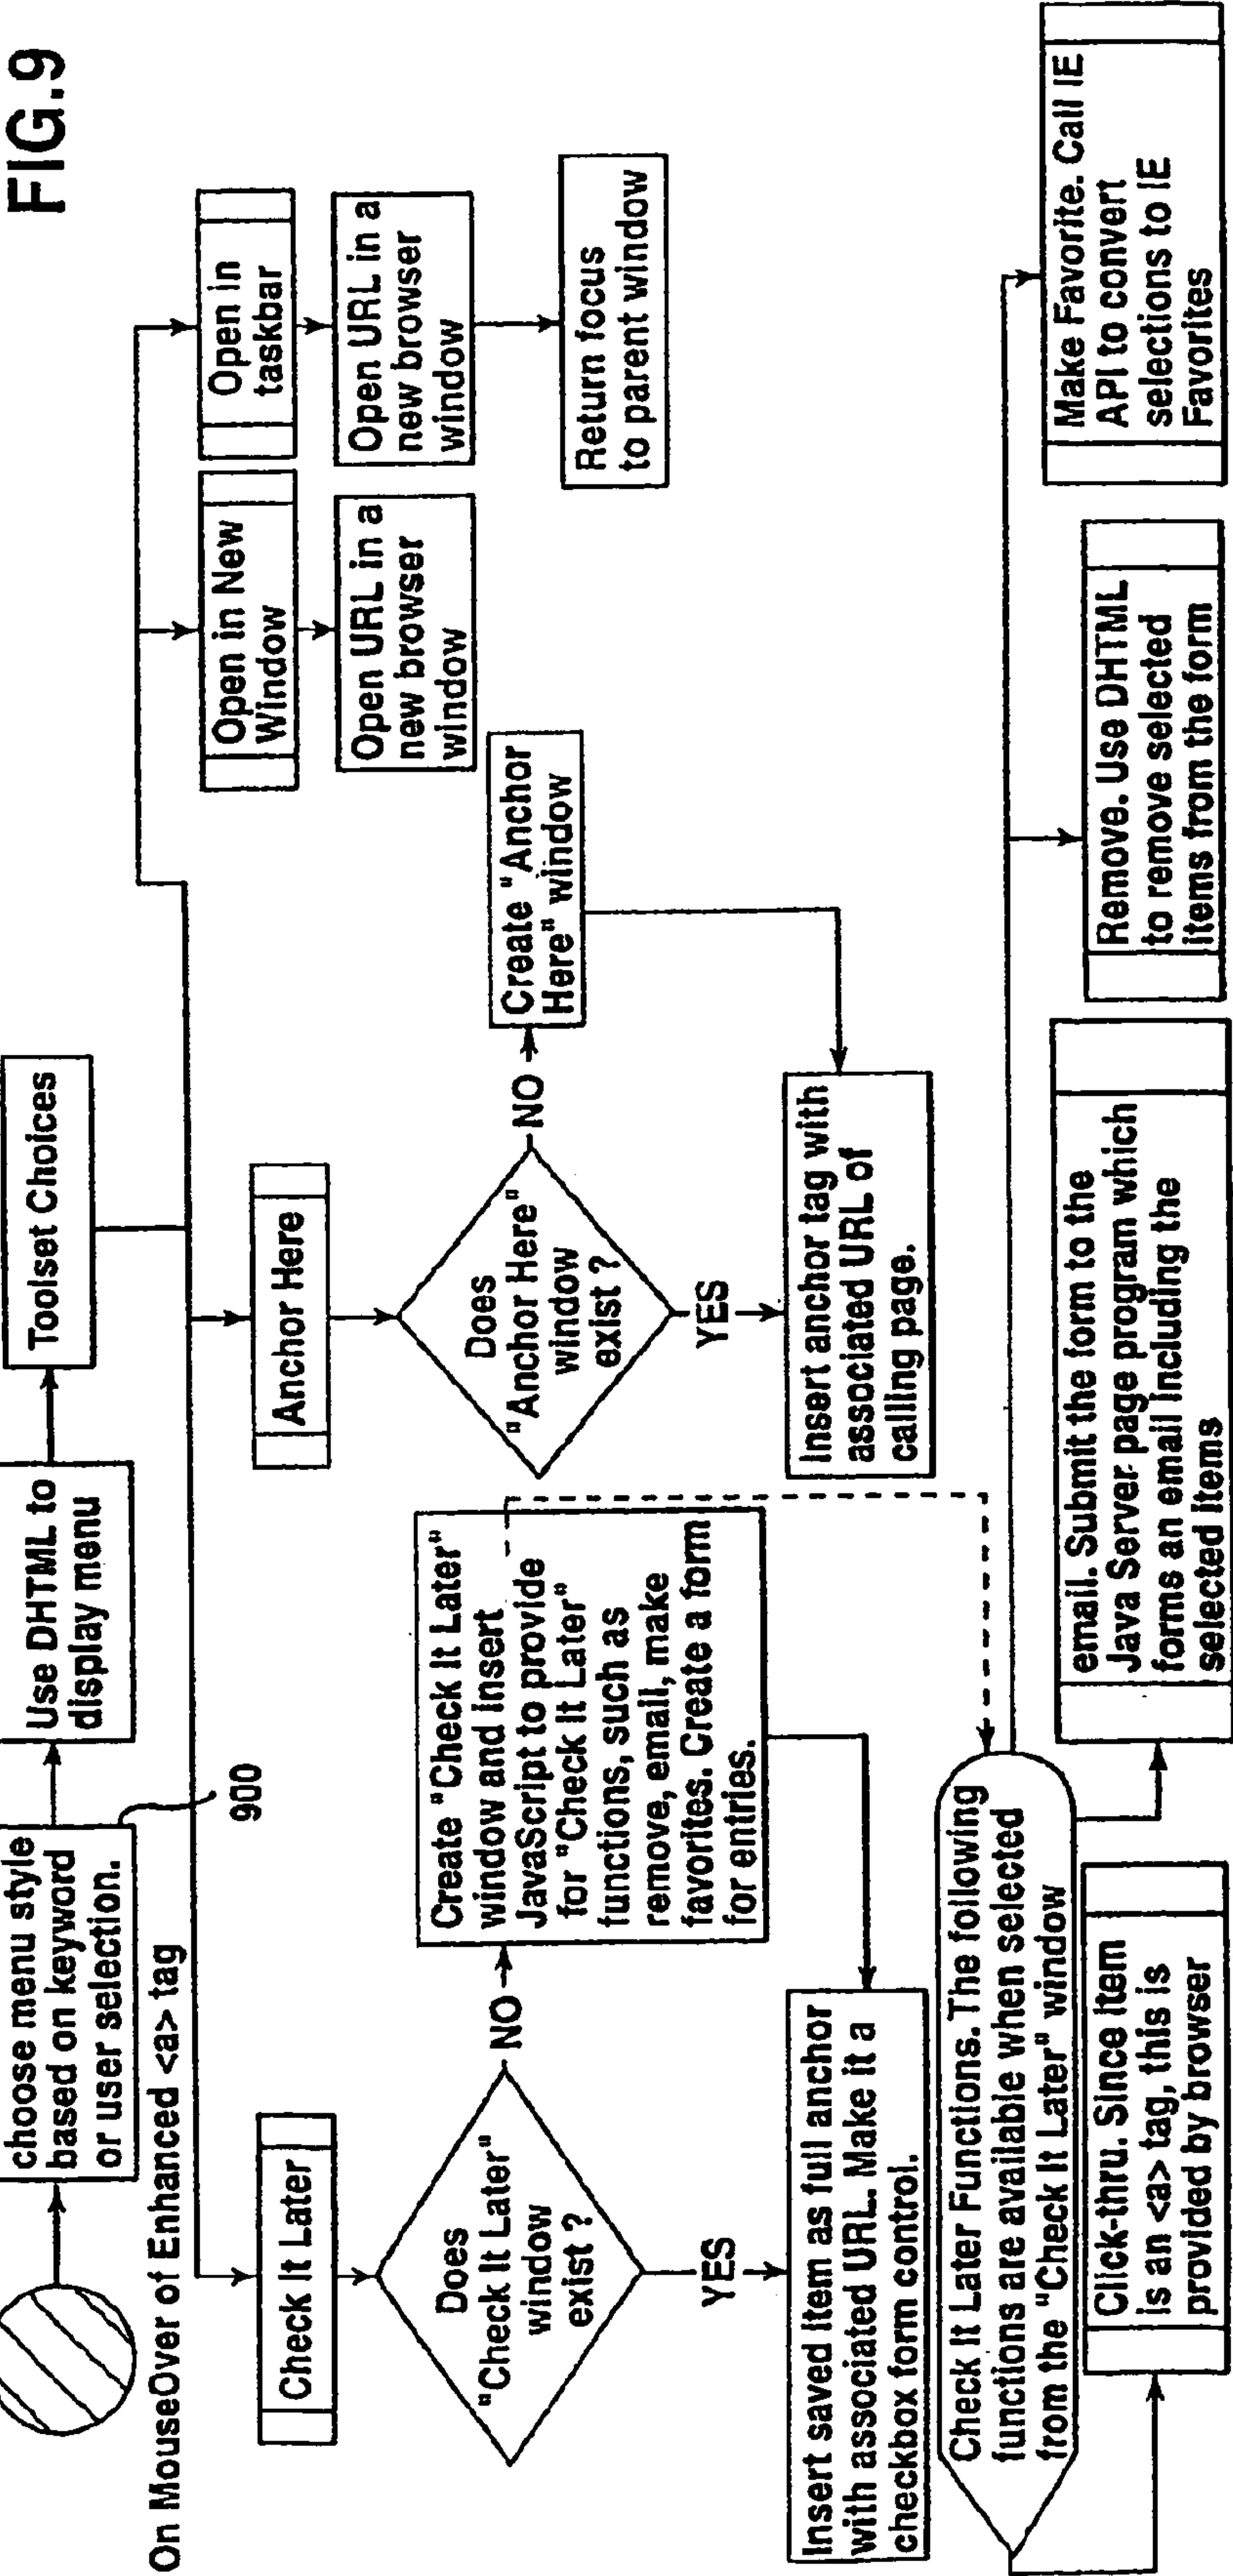 FIG.9
choose menu style
based on keyword
or user selection.
900
On MouseOver of Enhanced <a> tag
Use DHTML to
display menu
Toolset Choices
Check It Later
Does
"Check It Later"
window
exist ?
NO
YES
Create "Check It Later"
window and insert
JavaScript to provide
for "Check It Later"
functions, such as
remove, email, make
favorites. Create a form
for entries.
Insert saved item as full anchor
with associated URL. Make it a
checkbox form control.
Anchor Here
Does
"Anchor Here"
window
exist ?
NO
YES
Create "Anchor
Here" window
Insert anchor tag with
associated URL of
calling page.
Open in New
Window
Open URL in a
new browser
window
Open in
taskbar
Open URL in a
new browser
window
Return focus
to parent window
Check It Later Functions. The following
functions are available when selected
from the "Check It Later" window
Click-thru. Since item
is an <a> tag, this is
provided by browser
email. Submit the form to the
Java Server page program which
forms an email including the
selected items
Remove. Use DHTML
to remove selected
items from the form
Make Favorite. Call IE
API to convert
selections to IE
Favorites